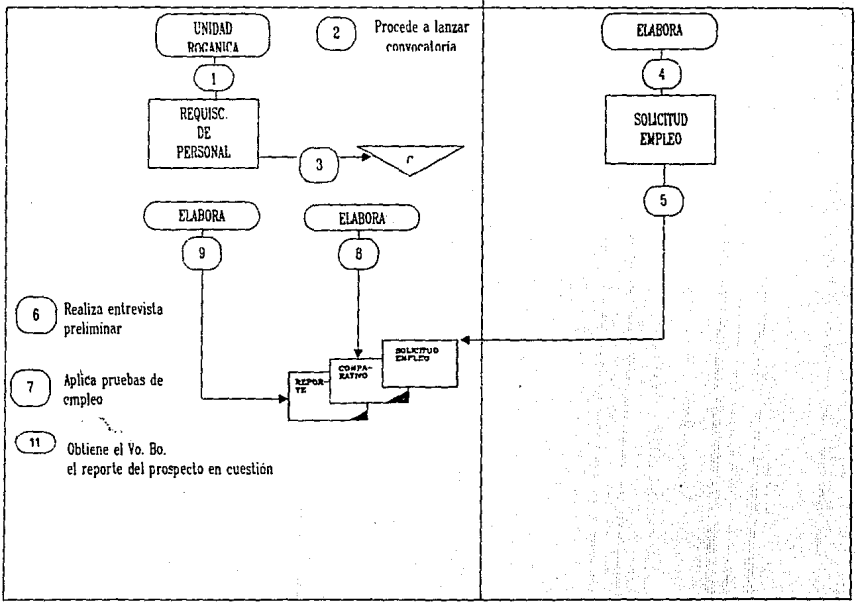 UNIDAD
ROGANICA
1
REQUISC.
DE
PERSONAL
2
Procede a lanzar
convocatoria
3
ELABORA
4
SOLICITUD
EMPLEO
5
ELABORA
9
ELABORA
8
6
Realiza entrevista
preliminar
7
Aplica pruebas de
empleo
11
Obtiene el Vo. Bo.
el reporte del prospecto en cuestión
REPOR-
TE
COMPA-
RATIVO
SOLICITUD
EMPLEO